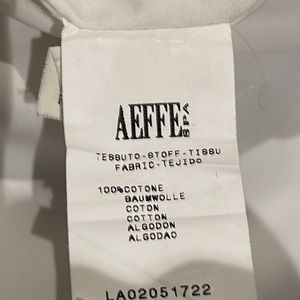 AEFFE SPA
TESSUTO-STOFF-TISSU
FABRIC-TEJIDO
100%COTONE
BAUMWOLLE
COTON
COTTON
ALGODON
ALGODAO
LA02051722